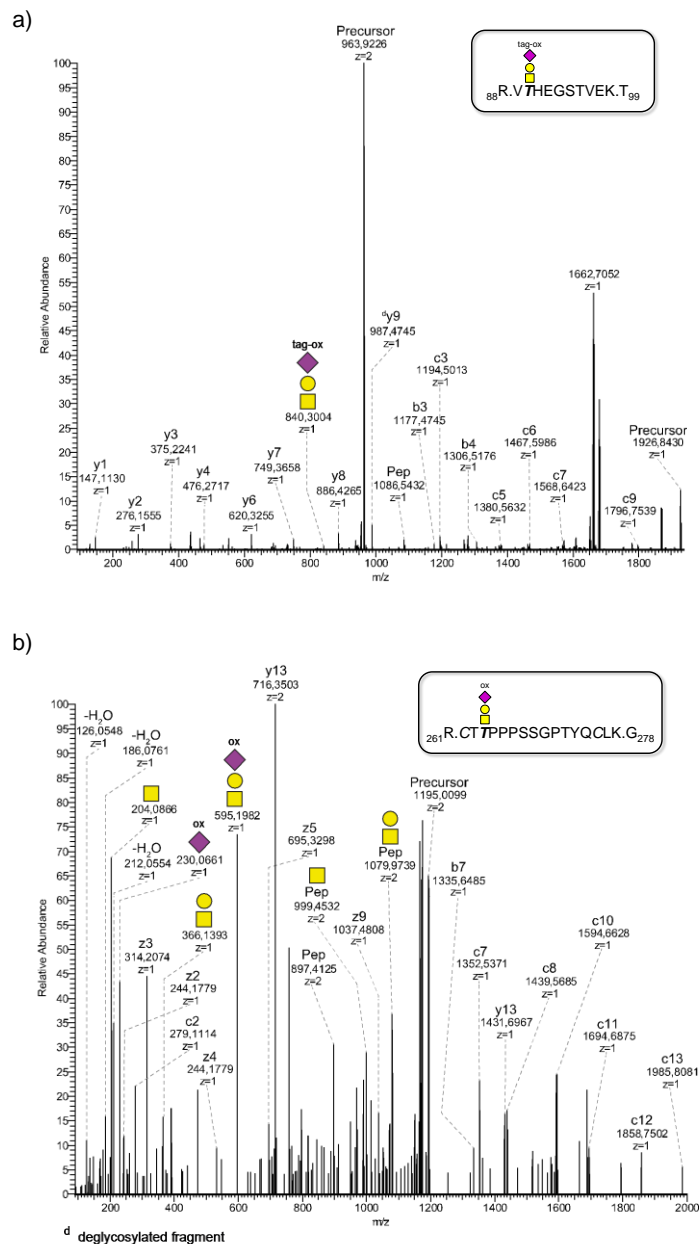 a)
Precursor
963,9226
z=2
tag-ox
88R.VTHEGSTVEK.T99
Relative Abundance
100
95
90
85
80
75
70
65
60
55
50
45
40
35
30
25
20
15
10
5
0
1662,7052
z=1
dy9
987,4745
z=1
tag-ox
840,3004
z=1
c3
1194,5013
z=1
b3
1177,4745
z=1
c6
1467,5986
z=1
b4
1306,5176
z=1
Precursor
1926,8430
z=1
y3
375,2241
z=1
y7
749,3658
z=1
y1
147,1130
z=1
y4
476,2717
z=1
y8
886,4265
z=1
Pep
1086,5432
z=1
c7
1568,6423
z=1
y2
276,1555
z=1
y6
620,3255
z=1
c5
1380,5632
z=1
c9
1796,7539
z=1
200
400
600
800
1000
1200
1400
1600
1800
m/z
b)
y13
716,3503
z=2
ox
261R.CTTPPPSSGPTYQCLK.G278
Relative Abundance
100
95
90
85
80
75
70
65
60
55
50
45
40
35
30
25
20
15
10
5
0
-H2O
126,0548
z=1
-H2O
186,0761
z=1
ox
595,1982
z=1
204,0866
z=1
ox
230,0661
z=1
-H2O
212,0554
z=1
366,1393
z=1
z3
314,2074
z=1
z2
244,1779
z=1
c2
279,1114
z=1
z4
244,1779
z=1
z5
695,3298
z=1
Pep
999,4532
z=2
Pep
897,4125
z=2
z9
1037,4808
z=1
Pep
1079,9739
z=2
Precursor
1195,0099
z=2
b7
1335,6485
z=1
c7
1352,5371
z=1
c10
1594,6628
z=1
c8
1439,5685
z=1
y13
1431,6967
z=1
c11
1694,6875
z=1
c13
1985,8081
z=1
c12
1858,7502
z=1
200
400
600
800
1000
1200
1400
1600
1800
2000
m/z
d deglycosylated fragment